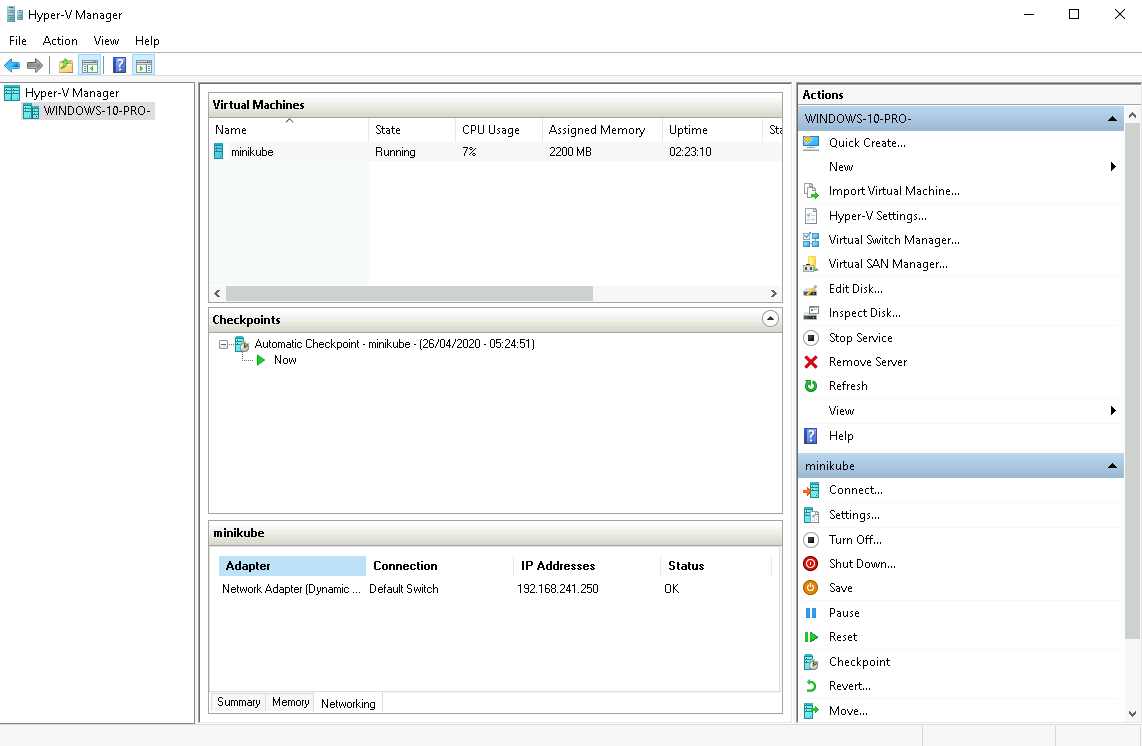 Hyper-V Manager
File Action View Help
Hyper-V Manager
WINDOWS-10-PRO-
Virtual Machines
Name State CPU Usage Assigned Memory Uptime Sta
minikube Running 7% 2200 MB 02:23:10
Checkpoints
Automatic Checkpoint - minikube - (26/04/2020 - 05:24:51)
Now
minikube
Adapter Connection IP Addresses Status
Network Adapter (Dynamic ... Default Switch 192.168.241.250 OK
Summary Memory Networking
Actions
WINDOWS-10-PRO-
Quick Create...
New
Import Virtual Machine...
Hyper-V Settings...
Virtual Switch Manager...
Virtual SAN Manager...
Edit Disk...
Inspect Disk...
Stop Service
Remove Server
Refresh
View
Help
minikube
Connect...
Settings...
Turn Off...
Shut Down...
Save
Pause
Reset
Checkpoint
Revert...
Move...